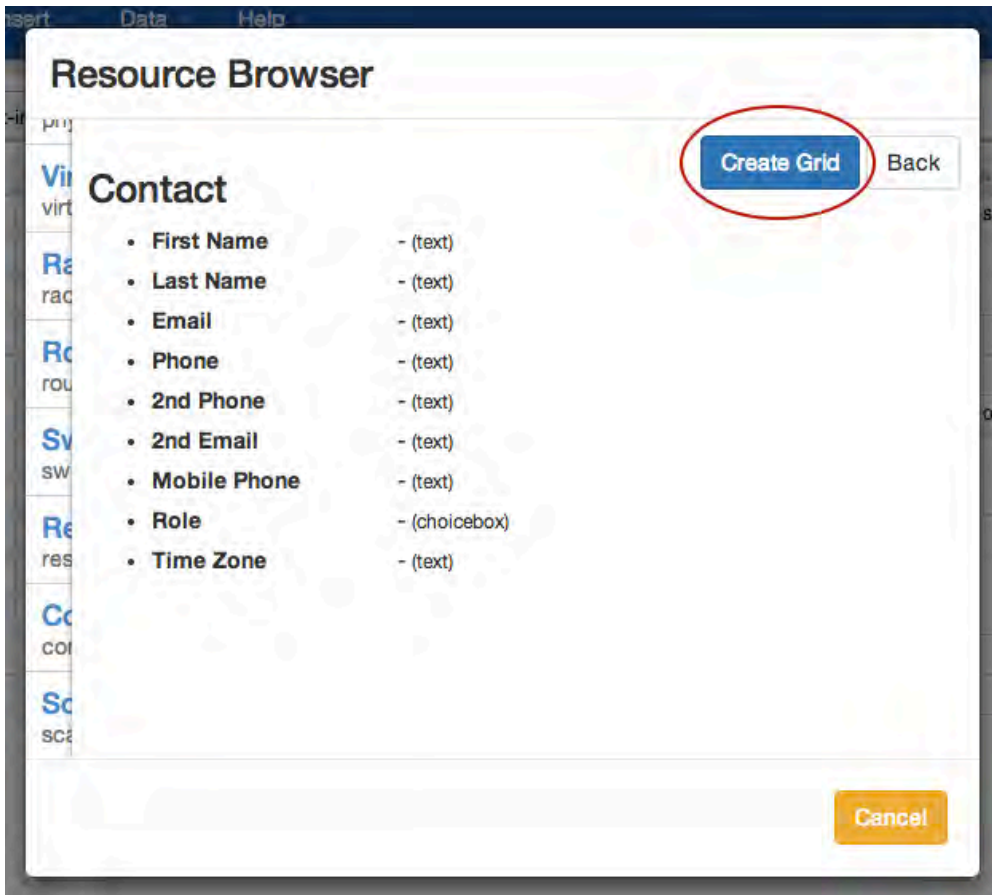 Data Help
Resource Browser
Create Grid Back
Contact
• First Name - (text)
• Last Name - (text)
• Email - (text)
• Phone - (text)
• 2nd Phone - (text)
• 2nd Email - (text)
• Mobile Phone - (text)
• Role - (choicebox)
• Time Zone - (text)
Cancel